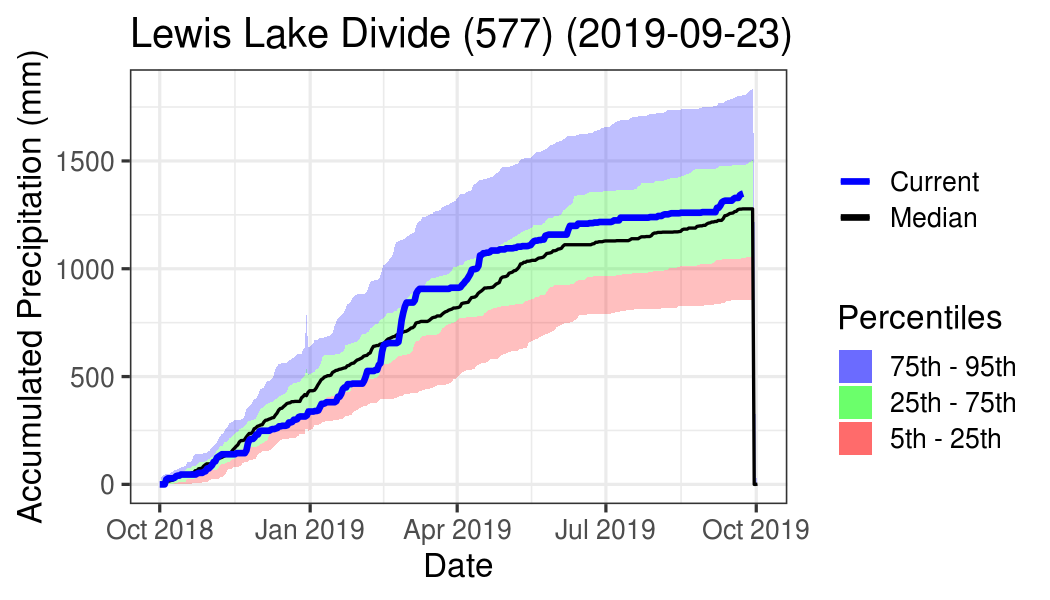 Lewis Lake Divide (577) (2019-09-23)
Accumulated Precipitation (mm)
1500
1000
500
0
Oct 2018
Jan 2019
Apr 2019
Jul 2019
Oct 2019
Date
Current
Median
Percentiles
75th - 95th
25th - 75th
5th - 25th